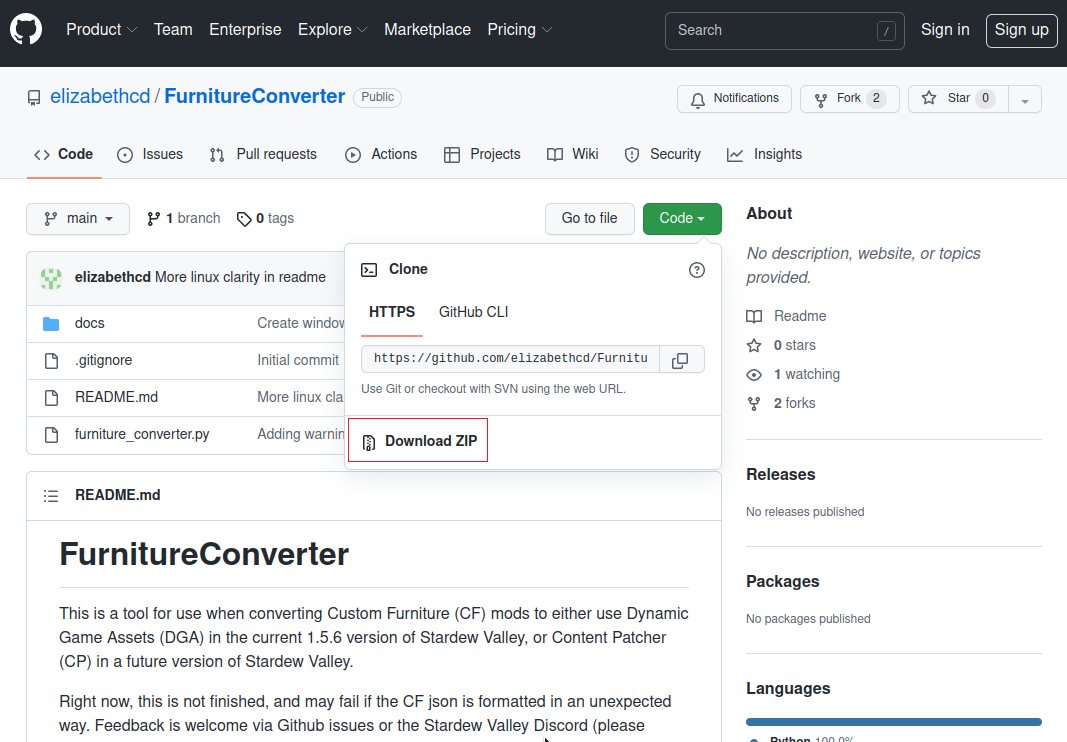 Product Team Enterprise Explore Marketplace Pricing Search / Sign in Sign up
elizabethcd / FurnitureConverter Public Notifications Fork 2 Star 0
Code Issues Pull requests Actions Projects Wiki Security Insights
main 1 branch 0 tags Go to file Code
elizabethcd More linux clarity in readme
docs Create window
.gitignore Initial commit
README.md More linux cla
furniture_converter.py Adding warnin
Clone
HTTPS GitHub CLI
https://github.com/elizabethcd/Furnitu
Use Git or checkout with SVN using the web URL.
Download ZIP
README.md
FurnitureConverter
This is a tool for use when converting Custom Furniture (CF) mods to either use Dynamic
Game Assets (DGA) in the current 1.5.6 version of Stardew Valley, or Content Patcher
(CP) in a future version of Stardew Valley.
Right now, this is not finished, and may fail if the CF json is formatted in an unexpected
way. Feedback is welcome via Github issues or the Stardew Valley Discord (please
About
No description, website, or topics
provided.
Readme
0 stars
1 watching
2 forks
Releases
No releases published
Packages
No packages published
Languages
Python 100.0%